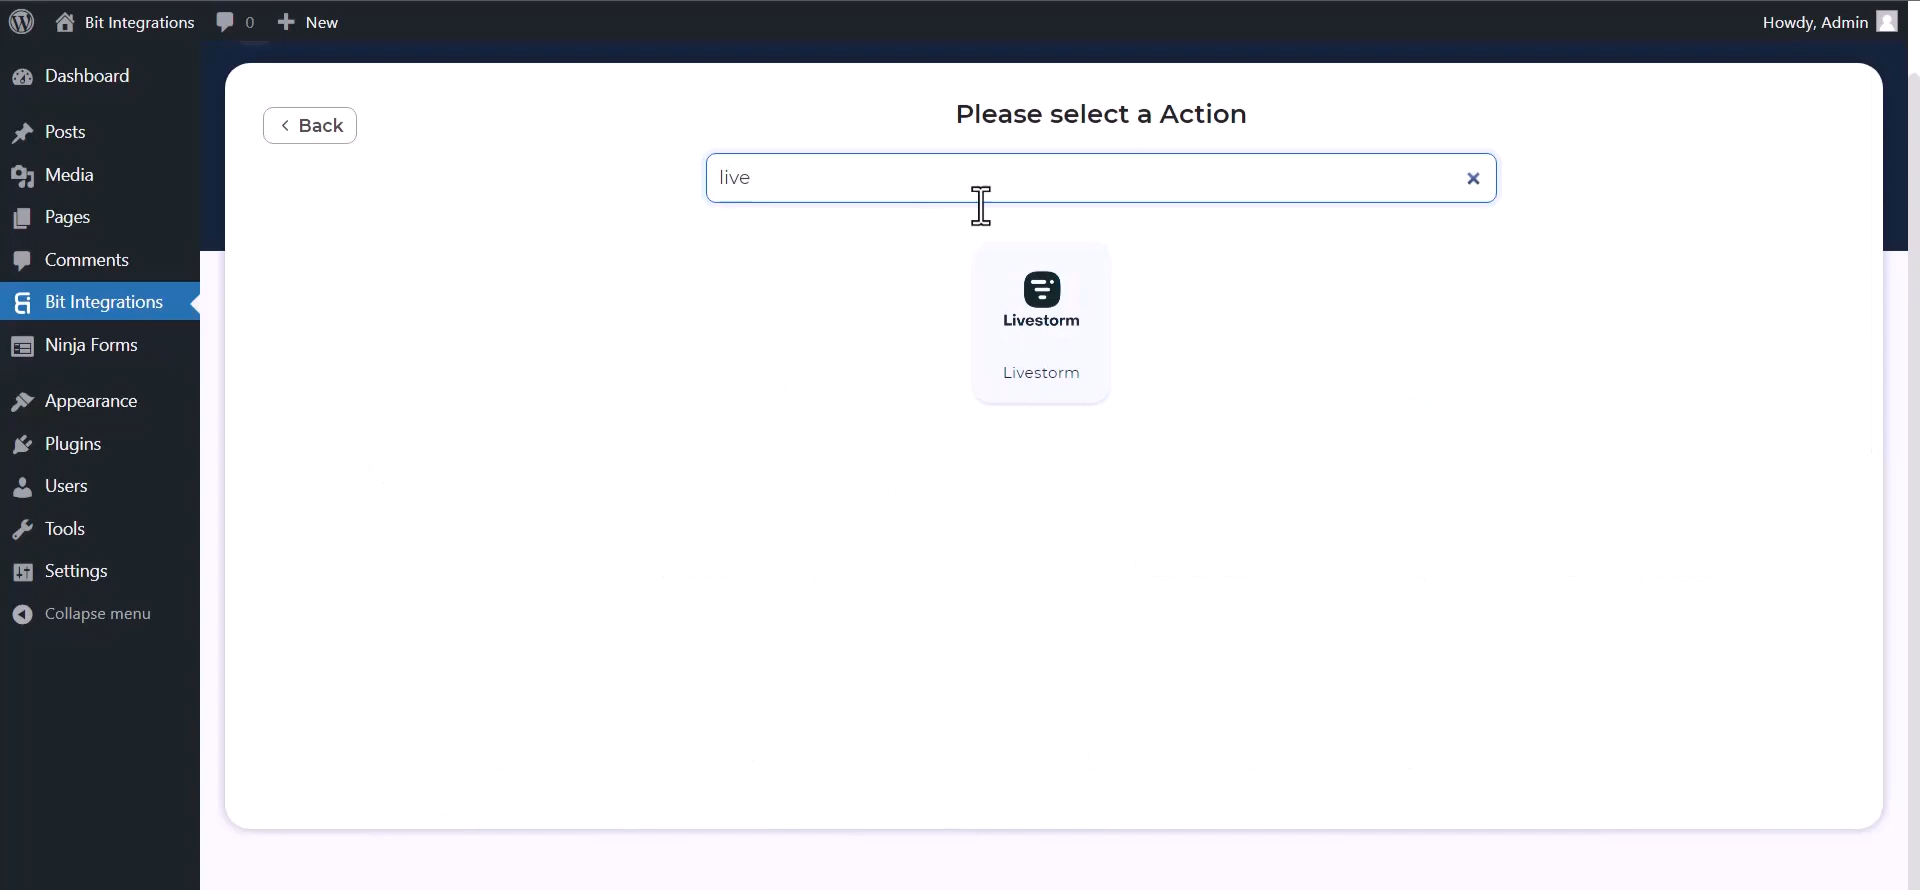 Bit Integrations 0 New Howdy, Admin
Dashboard
Posts
Media
Pages
Comments
Bit Integrations
Ninja Forms
Appearance
Plugins
Users
Tools
Settings
Collapse menu
Back
Please select a Action
live
Livestorm
Livestorm